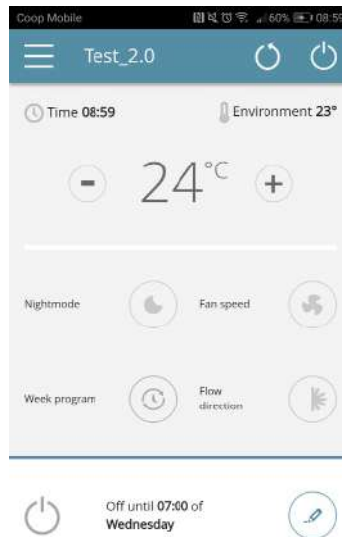 Coop Mobile 60% 08:59
Test_2.0
Time 08:59 Environment 23°
- 24°C +
Nightmode Fan speed
Week program Flow
direction
Off until 07:00 of
Wednesday